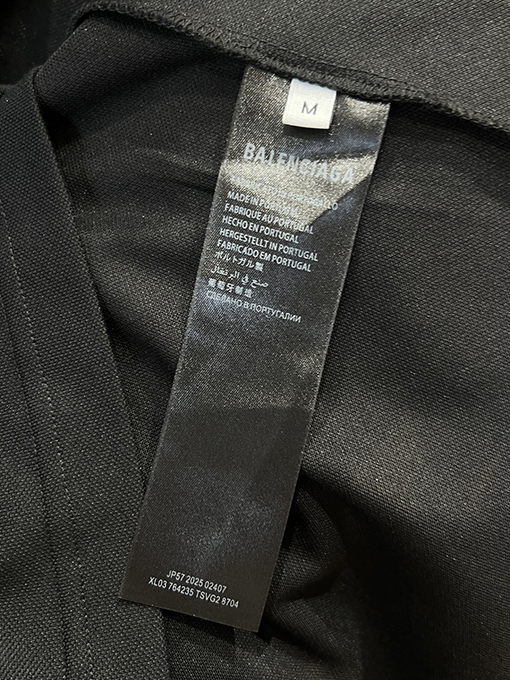 M
BALENCIAGA
MADE IN PORTUGAL
FABRIQUE AU PORTUGAL
HECHO EN PORTUGAL
HERGESTELLT IN PORTUGAL
FABRICADO EM PORTUGAL
ポルトガル製
صنع في البرتغال
葡萄牙制造
СДЕЛАНО В ПОРТУГАЛИИ
JP57 2025 02407
XL03 764235 TSVG2 8704